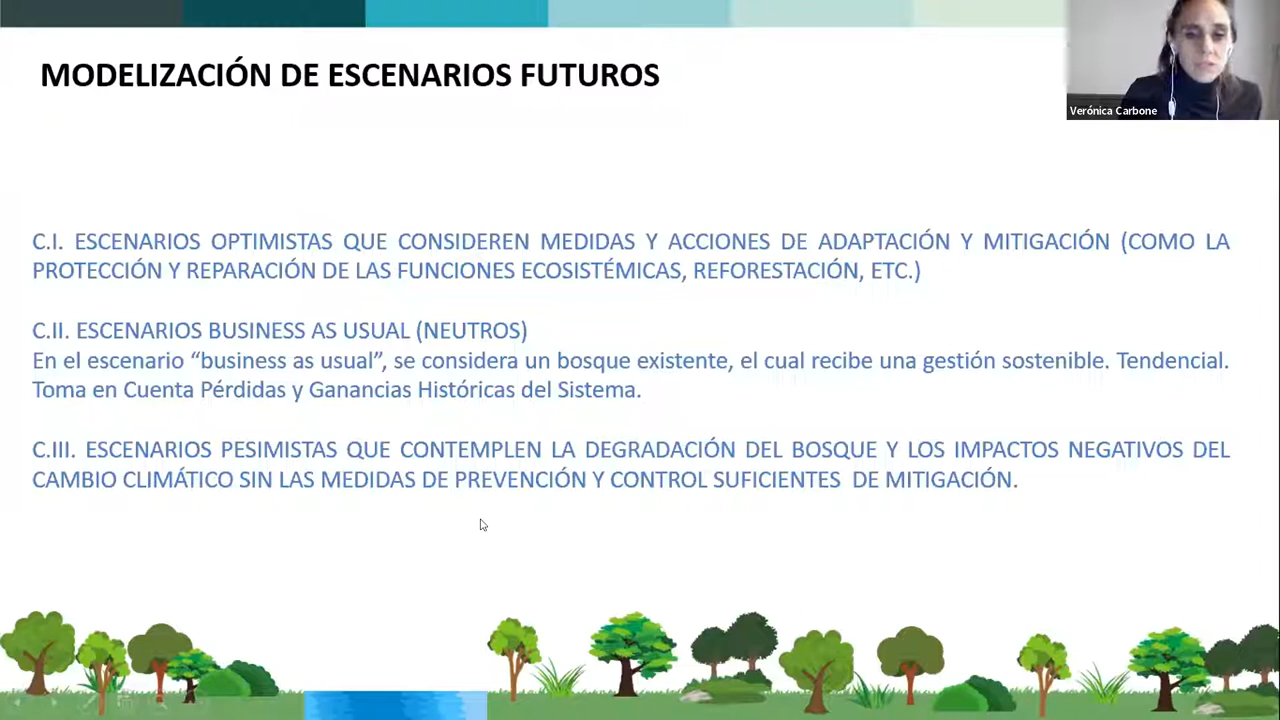 MODELIZACIÓN DE ESCENARIOS FUTUROS
Verónica Carbone
C.I. ESCENARIOS OPTIMISTAS QUE CONSIDEREN MEDIDAS Y ACCIONES DE ADAPTACIÓN Y MITIGACIÓN (COMO LA
PROTECCIÓN Y REPARACIÓN DE LAS FUNCIONES ECOSISTÉMICAS, REFORESTACIÓN, ETC.)
C.II. ESCENARIOS BUSINESS AS USUAL (NEUTROS)
En el escenario “business as usual”, se considera un bosque existente, el cual recibe una gestión sostenible. Tendencial.
Toma en Cuenta Pérdidas y Ganancias Históricas del Sistema.
C.III. ESCENARIOS PESIMISTAS QUE CONTEMPLEN LA DEGRADACIÓN DEL BOSQUE Y LOS IMPACTOS NEGATIVOS DEL
CAMBIO CLIMÁTICO SIN LAS MEDIDAS DE PREVENCIÓN Y CONTROL SUFICIENTES  DE MITIGACIÓN.